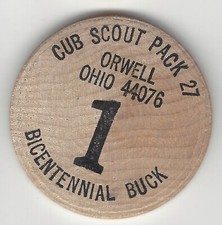 CUB SCOUT PACK 27
ORWELL
OHIO 44076
1
BICENTENNIAL BUCK